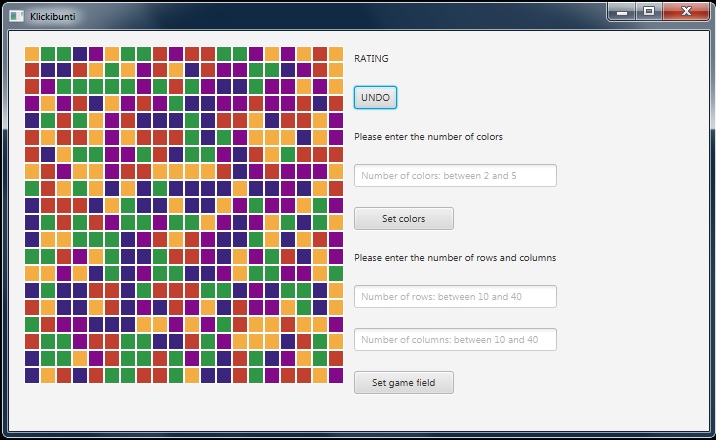 Klickibunti
RATING
UNDO
Please enter the number of colors
Number of colors: between 2 and 5
Set colors
Please enter the number of rows and columns
Number of rows: between 10 and 40
Number of columns: between 10 and 40
Set game field